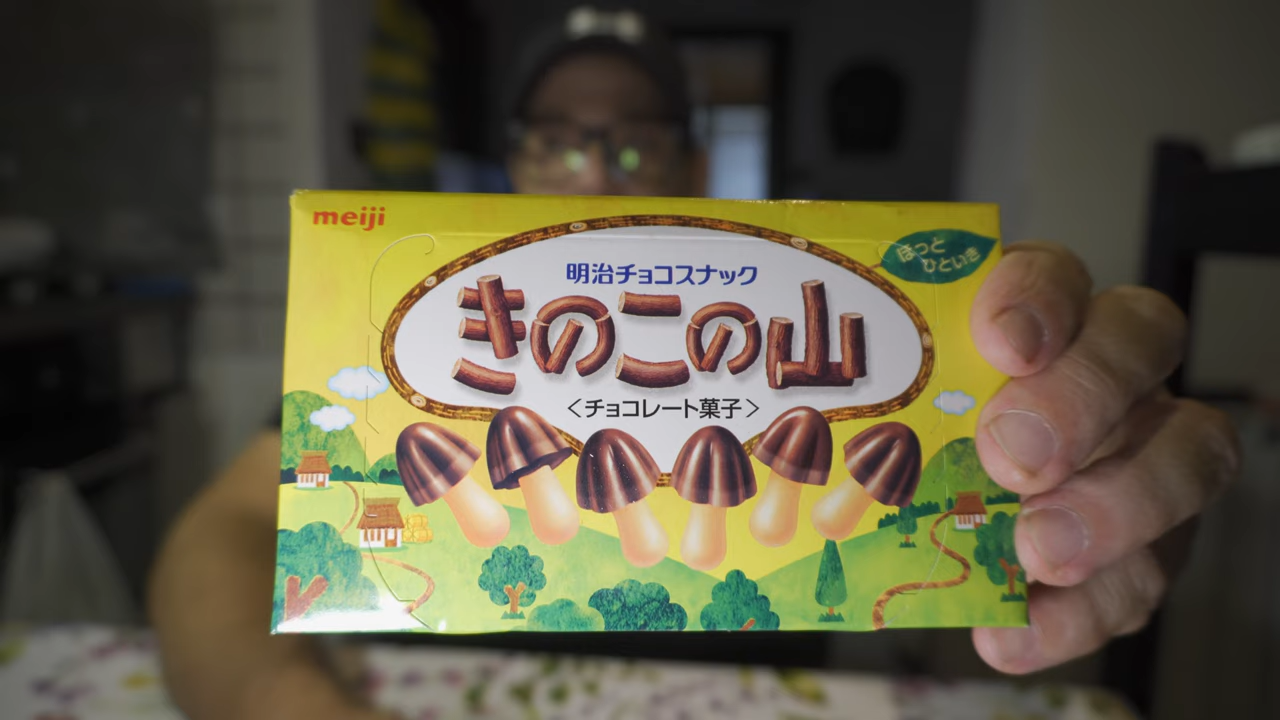 meiji
ほっと
ひといき
明治チョコスナック
きのこの山
＜チョコレート菓子＞